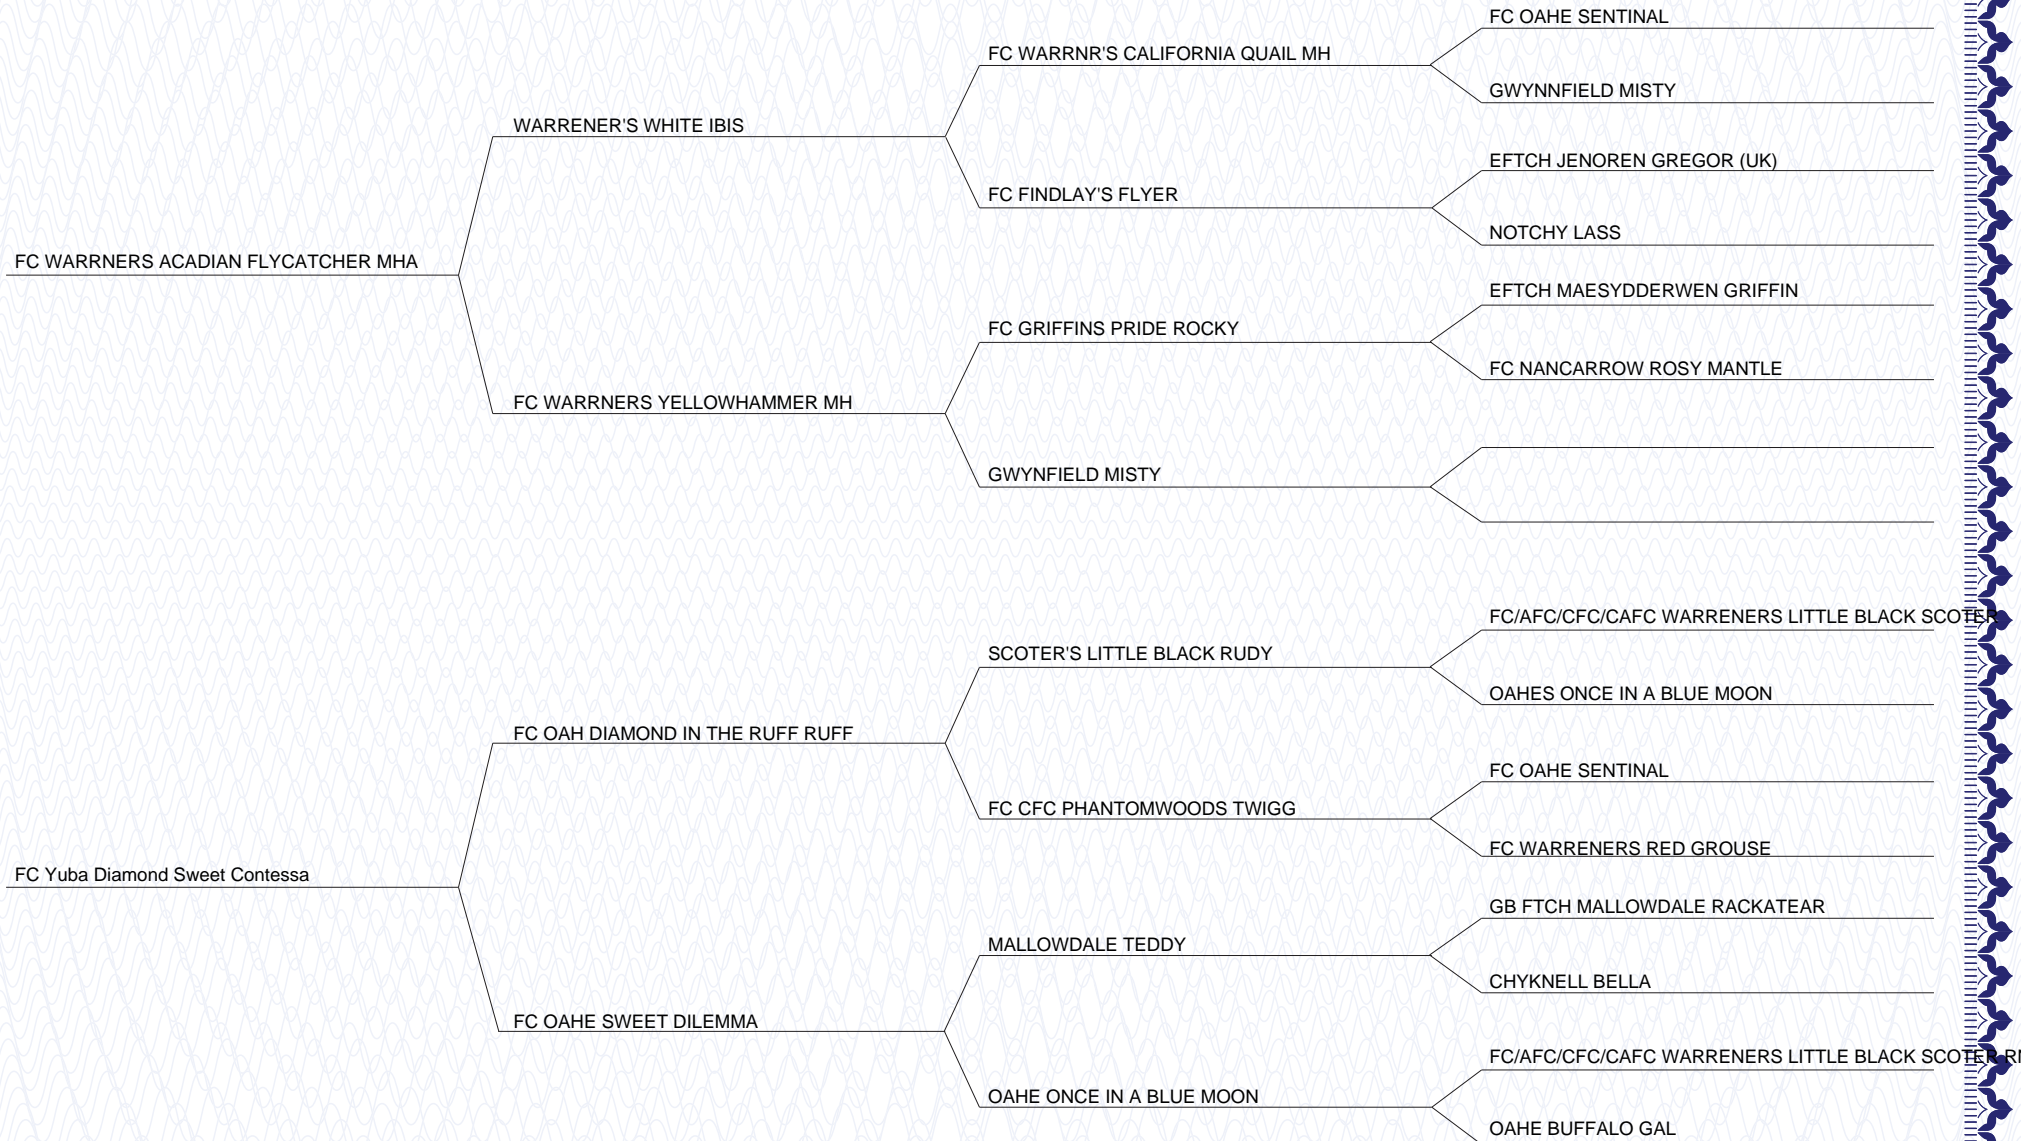 FC OAHE SENTINAL
FC WARRNR'S CALIFORNIA QUAIL MH
GWYNNFIELD MISTY
WARRENER'S WHITE IBIS
EFTCH JENOREN GREGOR (UK)
FC FINDLAY'S FLYER
NOTCHY LASS
FC WARRNERS ACADIAN FLYCATCHER MHA
EFTCH MAESYDDERWEN GRIFFIN
FC GRIFFINS PRIDE ROCKY
FC NANCARROW ROSY MANTLE
FC WARRNERS YELLOWHAMMER MH
GWYNFIELD MISTY
FC/AFC/CFC/CAFC WARRENERS LITTLE BLACK SCOTER
SCOTER'S LITTLE BLACK RUDY
OAHES ONCE IN A BLUE MOON
FC OAH DIAMOND IN THE RUFF RUFF
FC OAHE SENTINAL
FC CFC PHANTOMWOODS TWIGG
FC WARRENERS RED GROUSE
FC Yuba Diamond Sweet Contessa
GB FTCH MALLOWDALE RACKATEAR
MALLOWDALE TEDDY
CHYKNELL BELLA
FC OAHE SWEET DILEMMA
FC/AFC/CFC/CAFC WARRENERS LITTLE BLACK SCOTER
OAHE ONCE IN A BLUE MOON
OAHE BUFFALO GAL